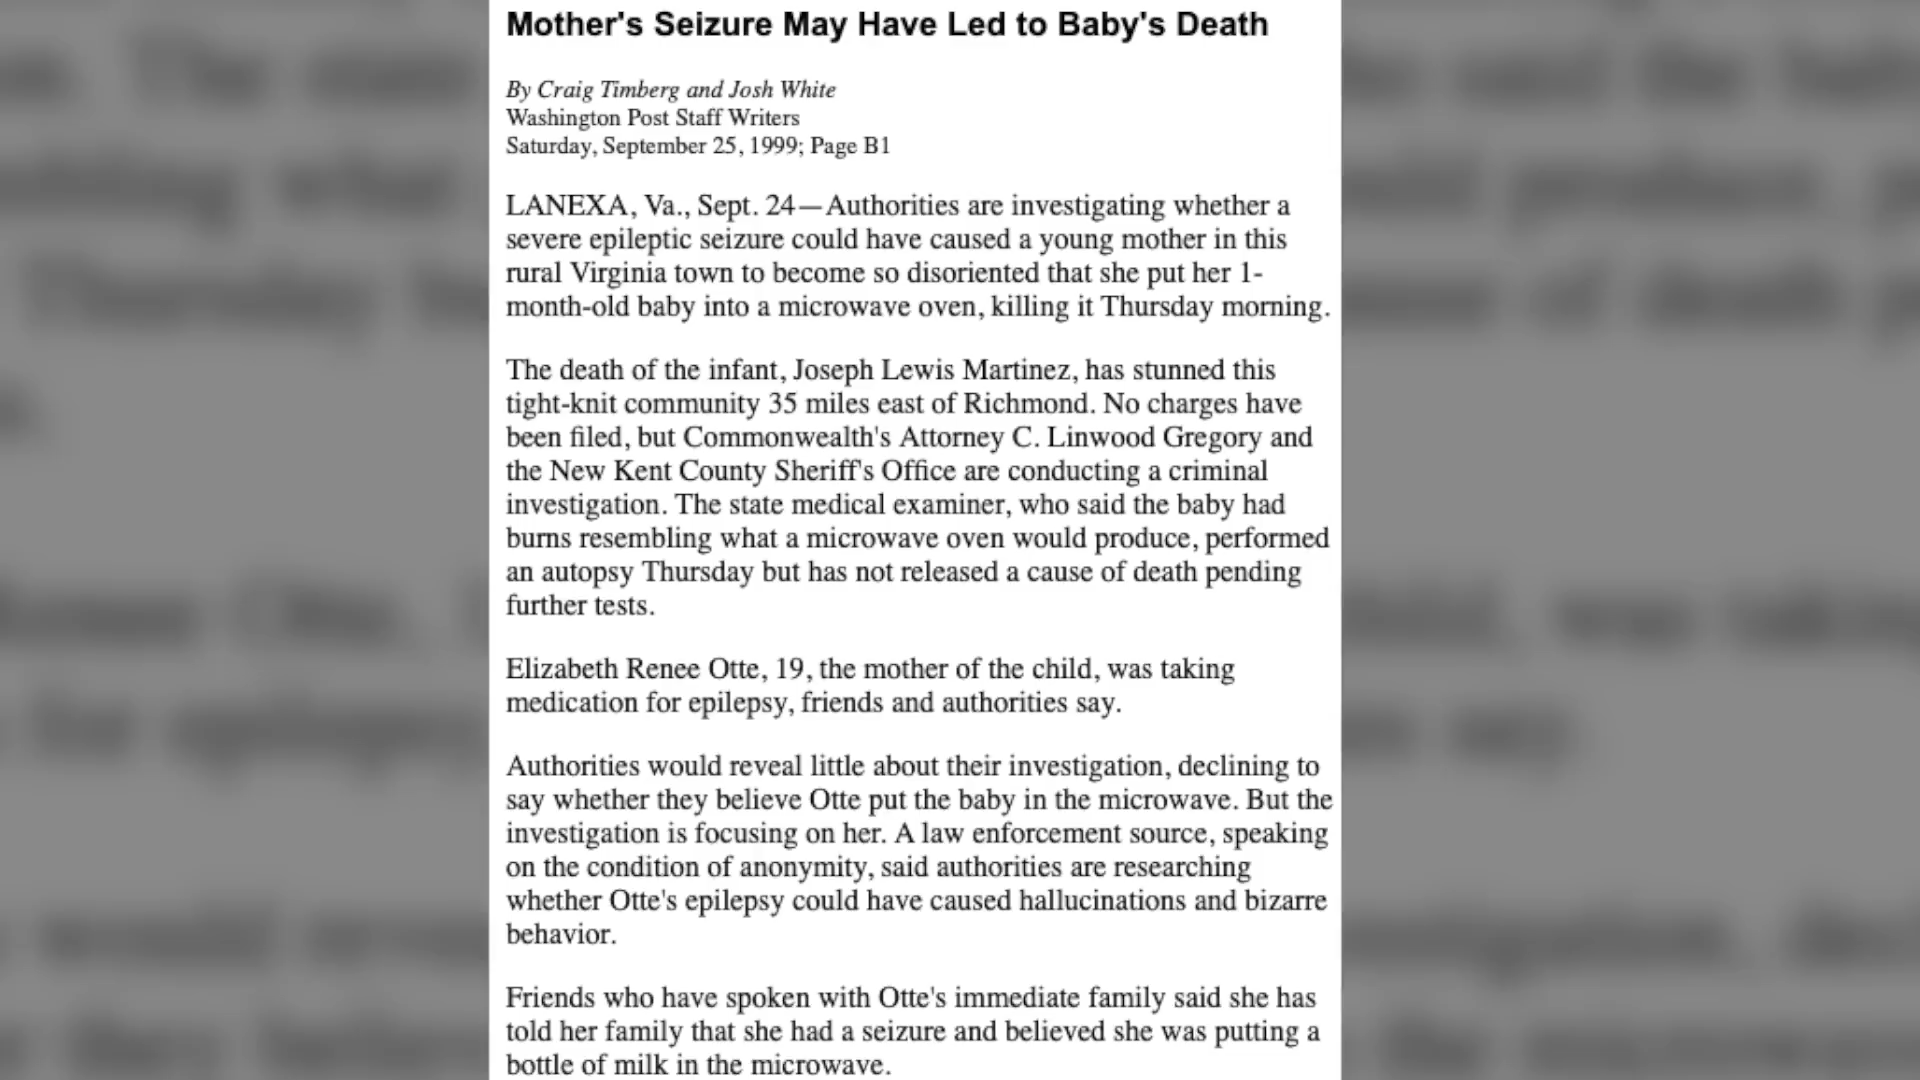 Mother's Seizure May Have Led to Baby's Death
By Craig Timberg and Josh White
Washington Post Staff Writers
Saturday, September 25, 1999; Page B1
LANEXA, Va., Sept. 24—Authorities are investigating whether a
severe epileptic seizure could have caused a young mother in this
rural Virginia town to become so disoriented that she put her 1-
month-old baby into a microwave oven, killing it Thursday morning.
The death of the infant, Joseph Lewis Martinez, has stunned this
tight-knit community 35 miles east of Richmond. No charges have
been filed, but Commonwealth's Attorney C. Linwood Gregory and
the New Kent County Sheriff's Office are conducting a criminal
investigation. The state medical examiner, who said the baby had
burns resembling what a microwave oven would produce, performed
an autopsy Thursday but has not released a cause of death pending
further tests.
Elizabeth Renee Otte, 19, the mother of the child, was taking
medication for epilepsy, friends and authorities say.
Authorities would reveal little about their investigation, declining to
say whether they believe Otte put the baby in the microwave. But the
investigation is focusing on her. A law enforcement source, speaking
on the condition of anonymity, said authorities are researching
whether Otte's epilepsy could have caused hallucinations and bizarre
behavior.
Friends who have spoken with Otte's immediate family said she has
told her family that she had a seizure and believed she was putting a
bottle of milk in the microwave.